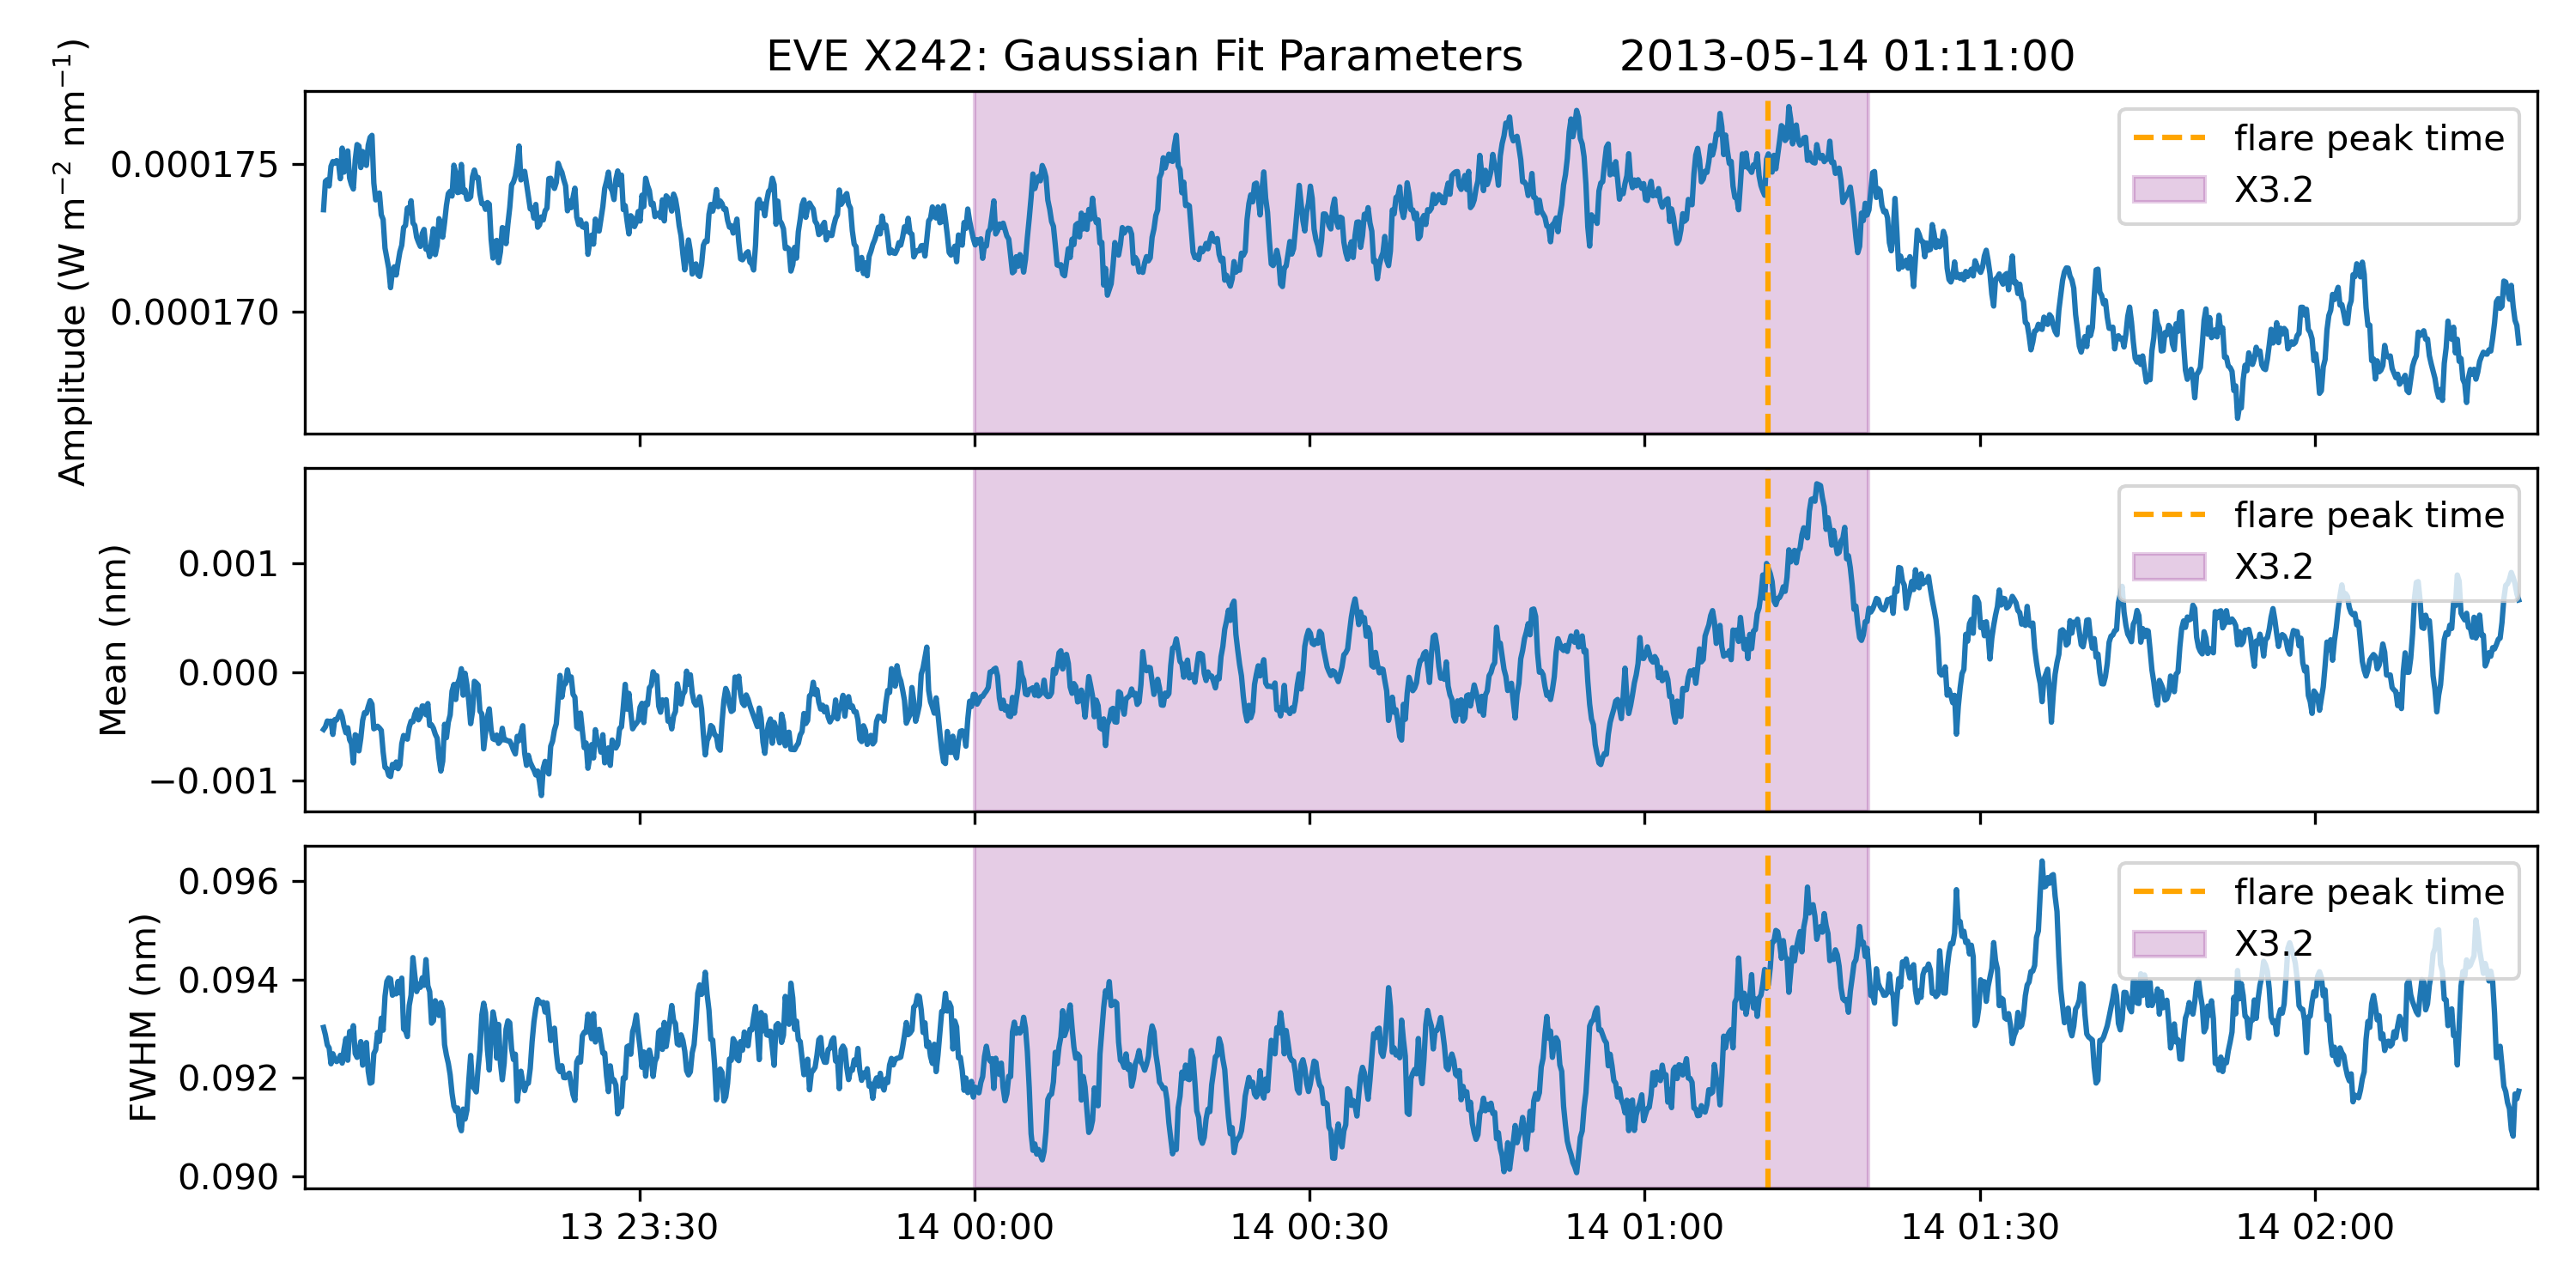 EVE X242: Gaussian Fit Parameters 2013-05-14 01:11:00
Amplitude (W m⁻² nm⁻¹)
0.000175
0.000170
flare peak time
X3.2
Mean (nm)
0.001
0.000
−0.001
flare peak time
X3.2
FWHM (nm)
0.096
0.094
0.092
0.090
flare peak time
X3.2
13 23:30 14 00:00 14 00:30 14 01:00 14 01:30 14 02:00